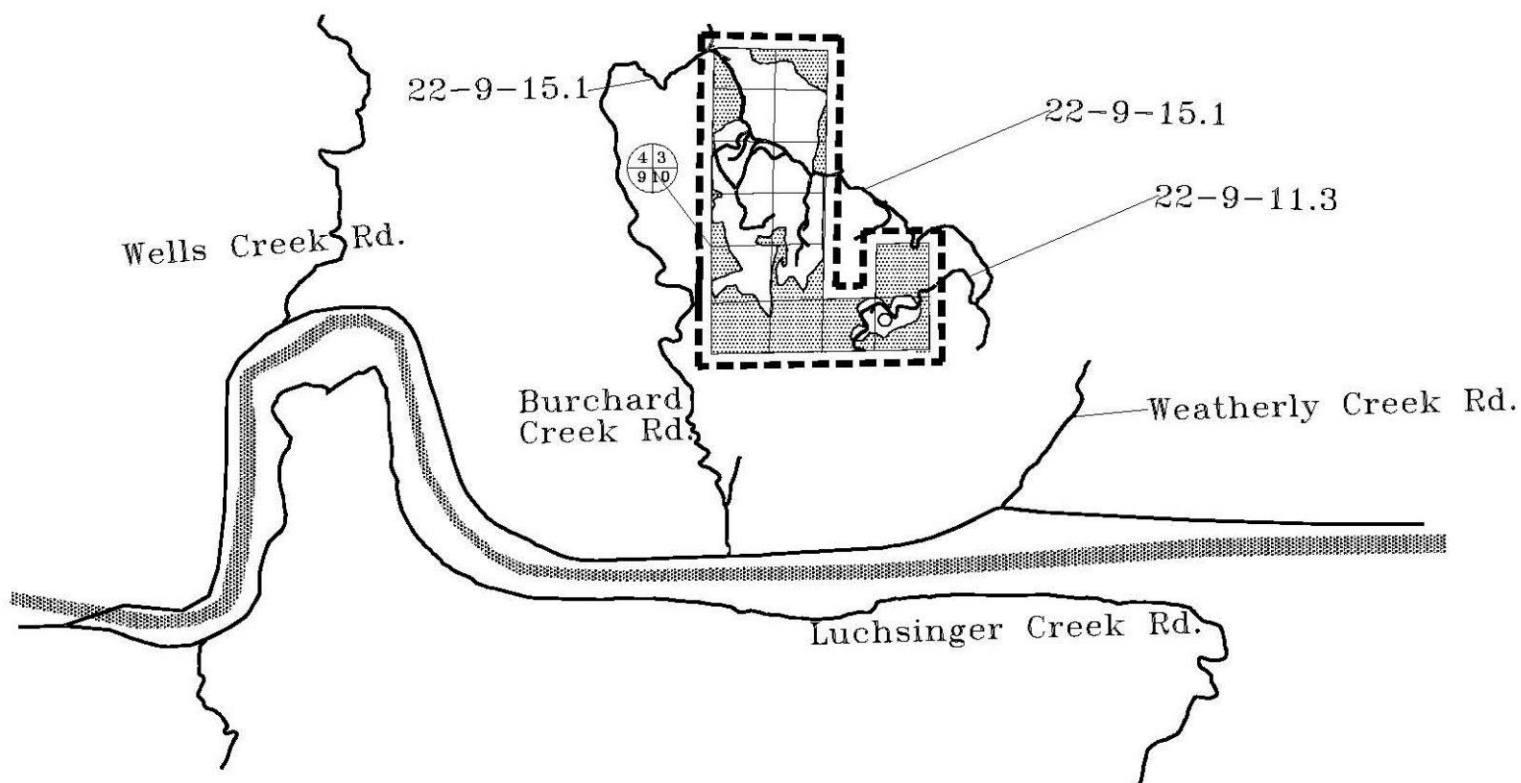 22-9-15.1
22-9-15.1
4 3
9 10
22-9-11.3
Wells Creek Rd.
Burchard
Creek Rd.
Weatherly Creek Rd.
Luchsinger Creek Rd.